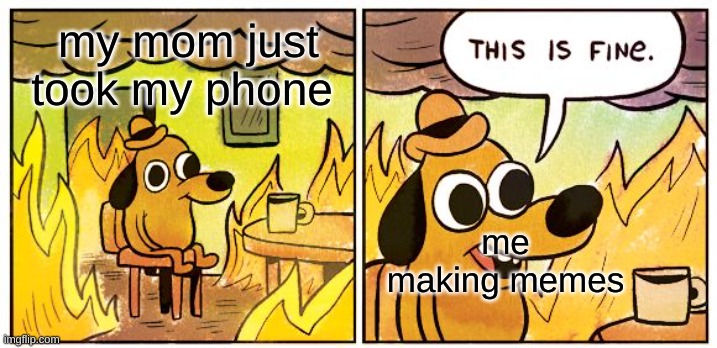 my mom just
took my phone
THIS IS FINE.
me
making memes
imgflip.com